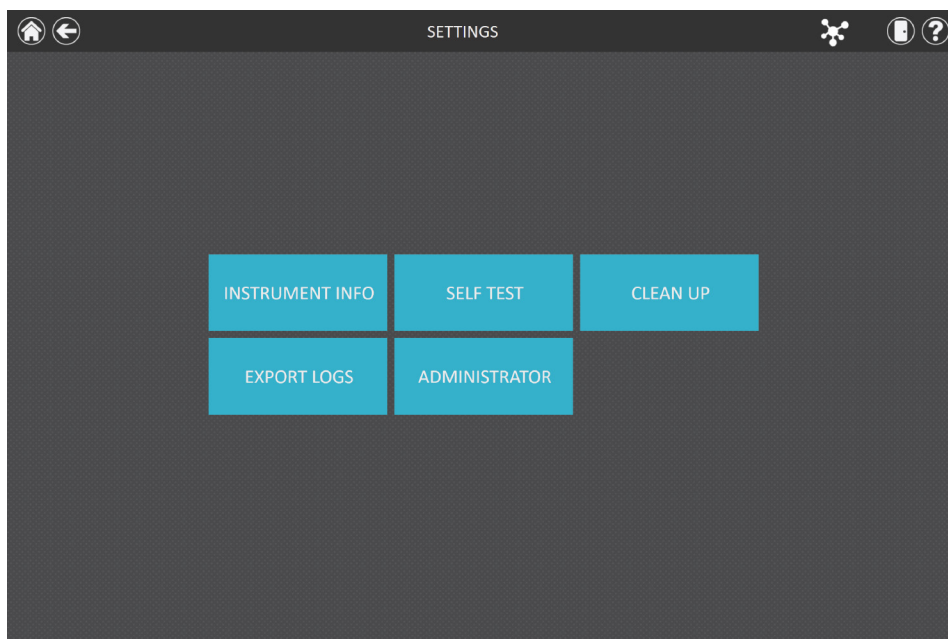 SETTINGS
?
INSTRUMENT INFO
SELF TEST
CLEAN UP
EXPORT LOGS
ADMINISTRATOR